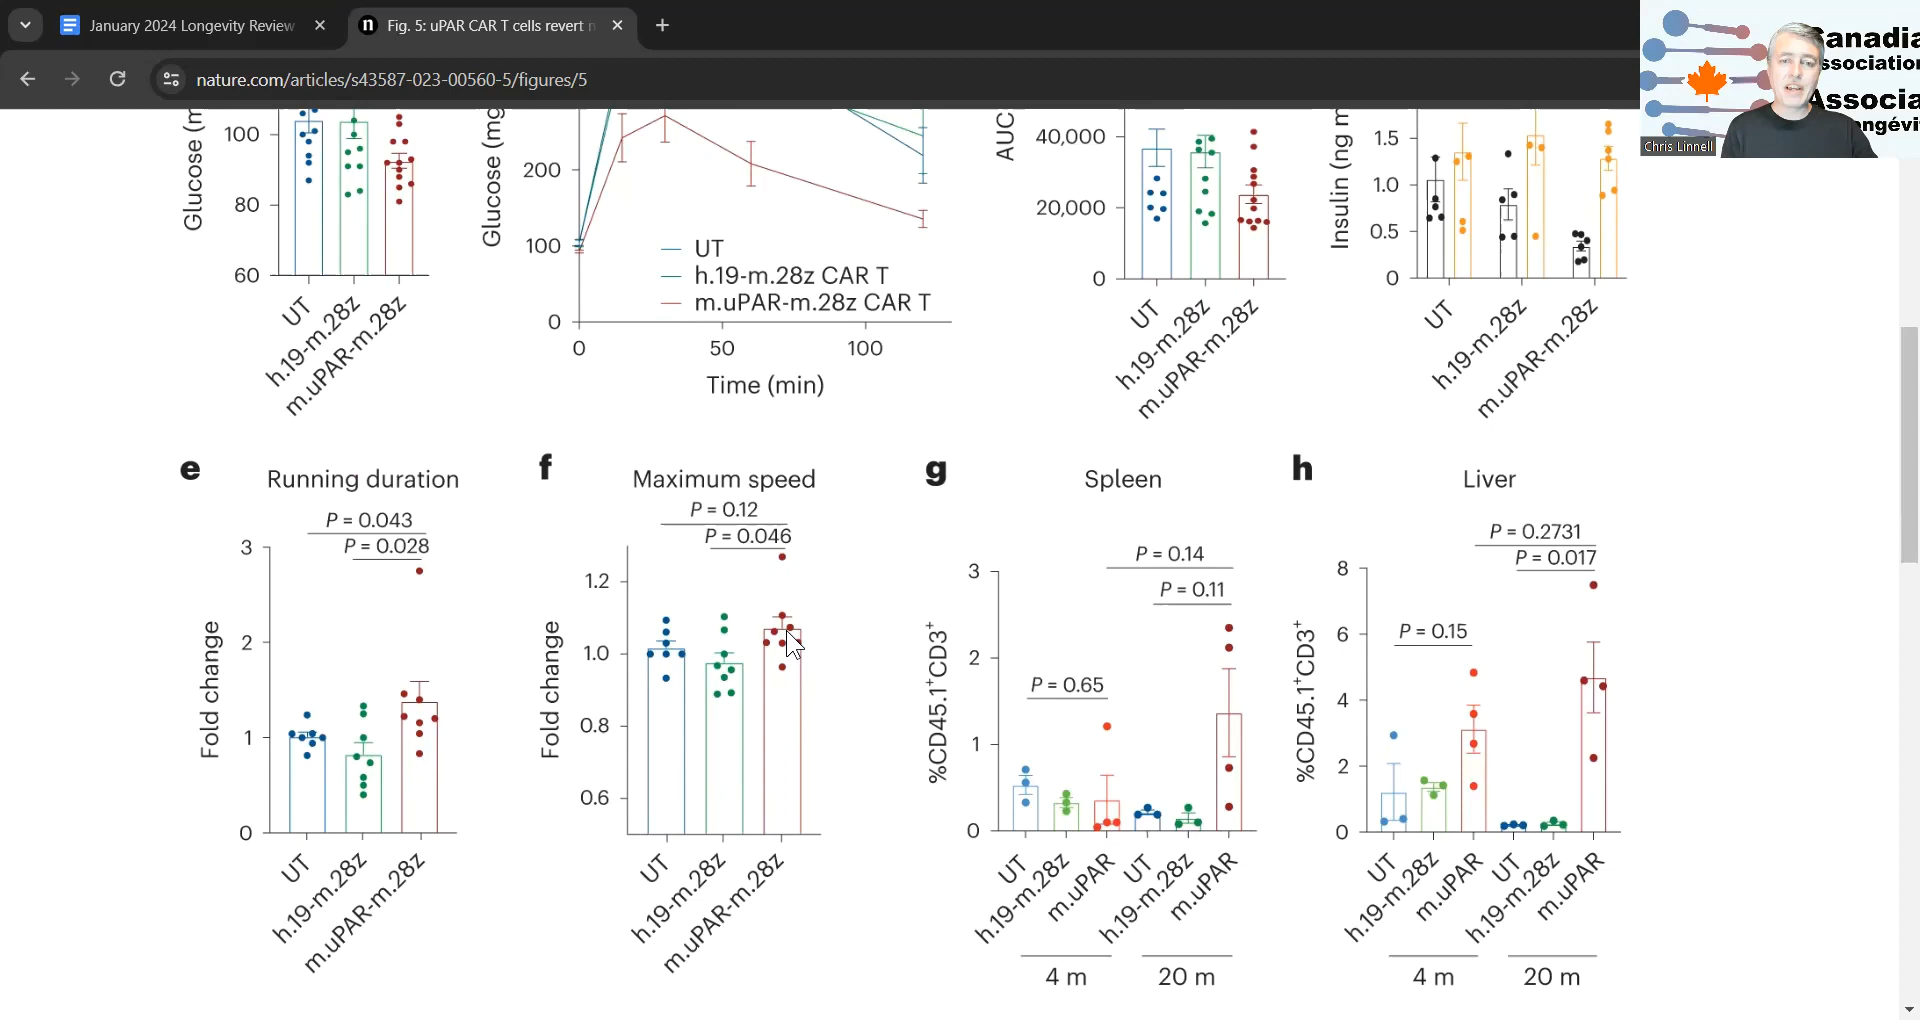 January 2024 Longevity Review
Fig. 5: uPAR CAR T cells revert n
nature.com/articles/s43587-023-00560-5/figures/5
Canadia
Association
Associa
Longévi
Chris Linnell
Glucose (m
100
80
60
UT
h.19-m.28z
m.uPAR-m.28z
Glucose (mg
200
100
0
UT
h.19-m.28z CAR T
m.uPAR-m.28z CAR T
0
50
100
Time (min)
AUC
40,000
20,000
0
UT
h.19-m.28z
m.uPAR-m.28z
Insulin (ng m
1.5
1.0
0.5
0
UT
h.19-m.28z
m.uPAR-m.28z
e
Running duration
P = 0.043
P = 0.028
Fold change
3
2
1
0
UT
h.19-m.28z
m.uPAR-m.28z
f
Maximum speed
P = 0.12
P = 0.046
Fold change
1.2
1.0
0.8
0.6
UT
h.19-m.28z
m.uPAR-m.28z
g
Spleen
P = 0.14
P = 0.11
P = 0.65
%CD45.1⁺CD3⁺
3
2
1
0
UT
h.19-m.28z
m.uPAR
UT
h.19-m.28z
m.uPAR
4 m
20 m
h
Liver
P = 0.2731
P = 0.017
P = 0.15
%CD45.1⁺CD3⁺
8
6
4
2
0
UT
h.19-m.28z
m.uPAR
UT
h.19-m.28z
m.uPAR
4 m
20 m